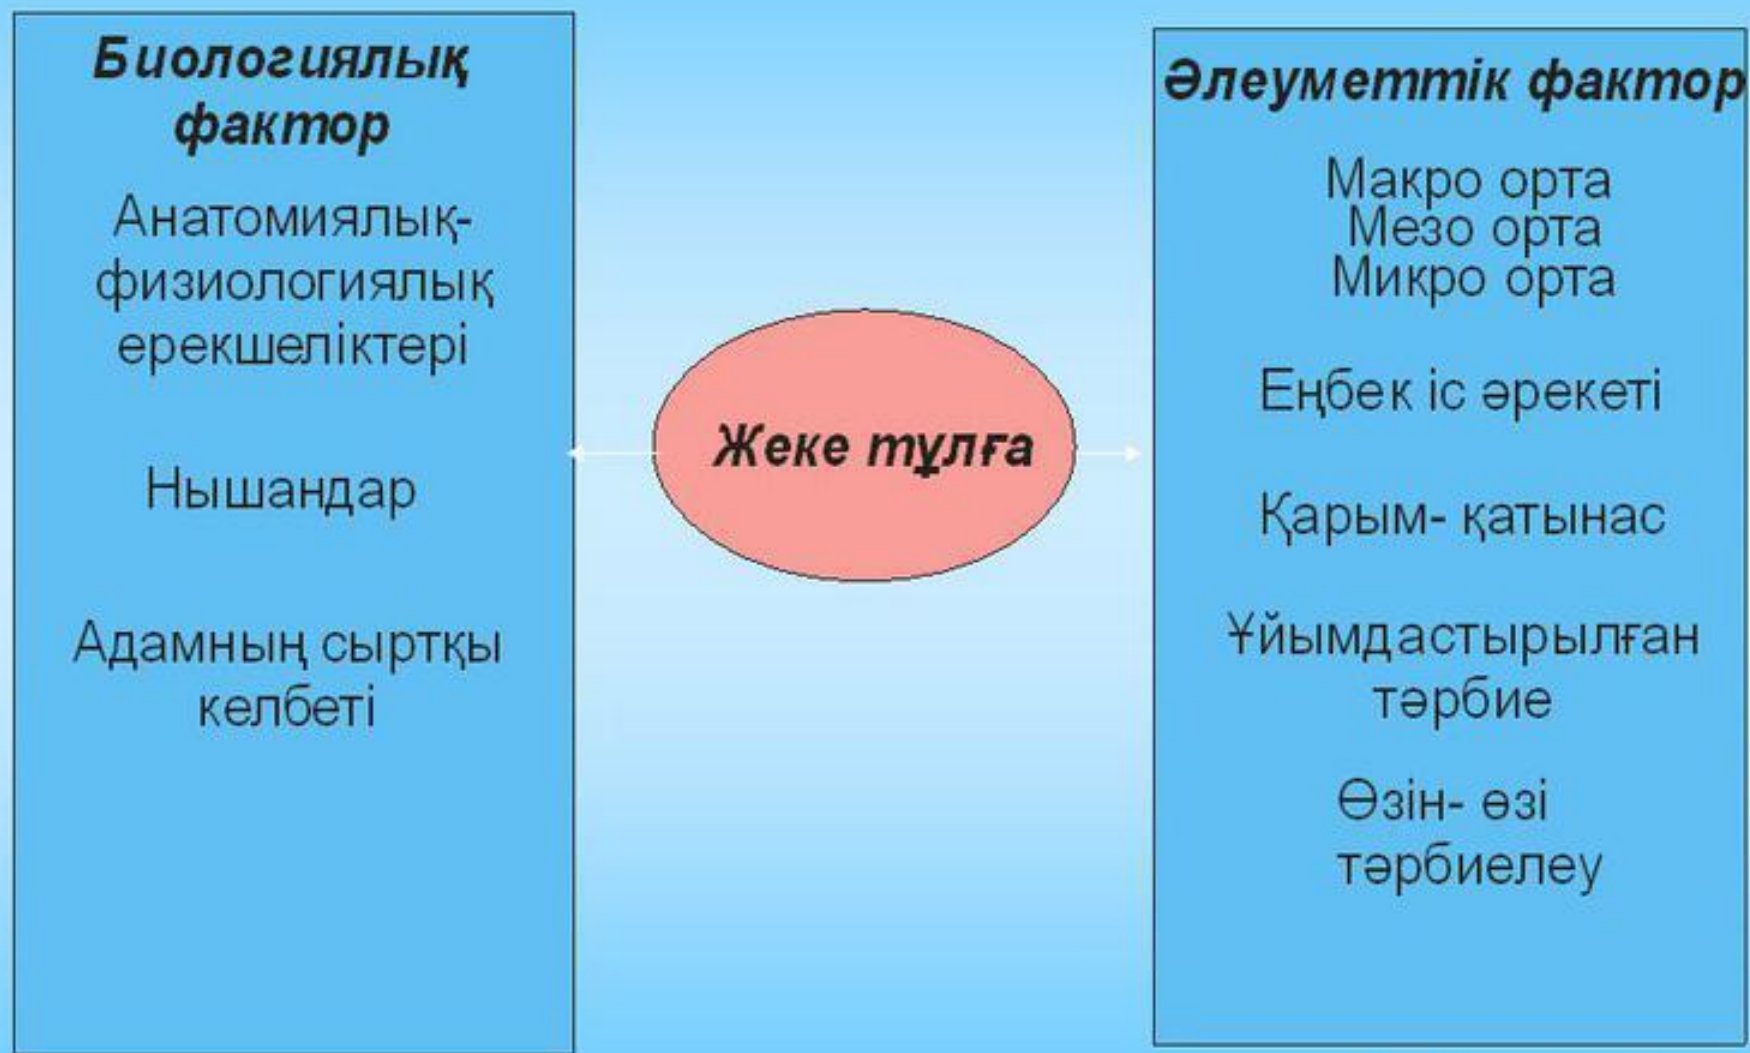 Биологиялық
фактор
Анатомиялық-
физиологиялық
ерекшеліктері
Нышандар
Адамның сыртқы
келбеті
Жеке тұлға
Әлеуметтік фактор
Макро орта
Мезо орта
Микро орта
Еңбек іс әрекеті
Қарым- қатынас
Ұйымдастырылған
тәрбие
Өзін- өзі
тәрбиелеу